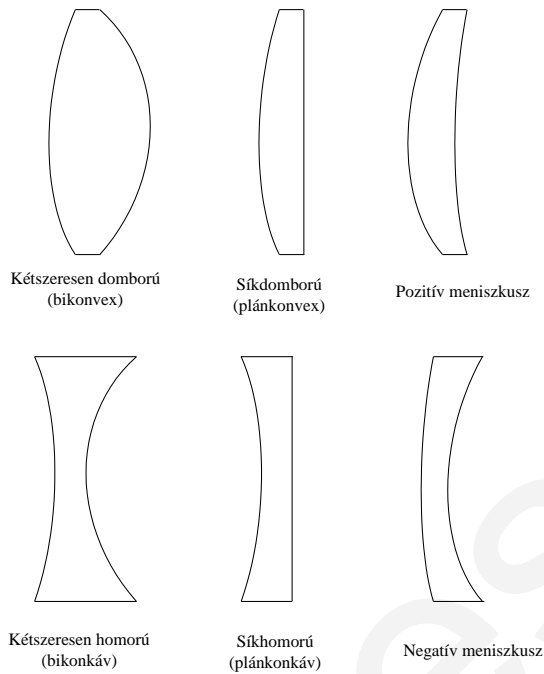 Kétszeresen domború
(bikonvex)
Síkdomború
(plánkonvex)
Pozitív meniszkusz
Kétszeresen homorú
(bikonkáv)
Síkhomorú
(plánkonkáv)
Negatív meniszkusz